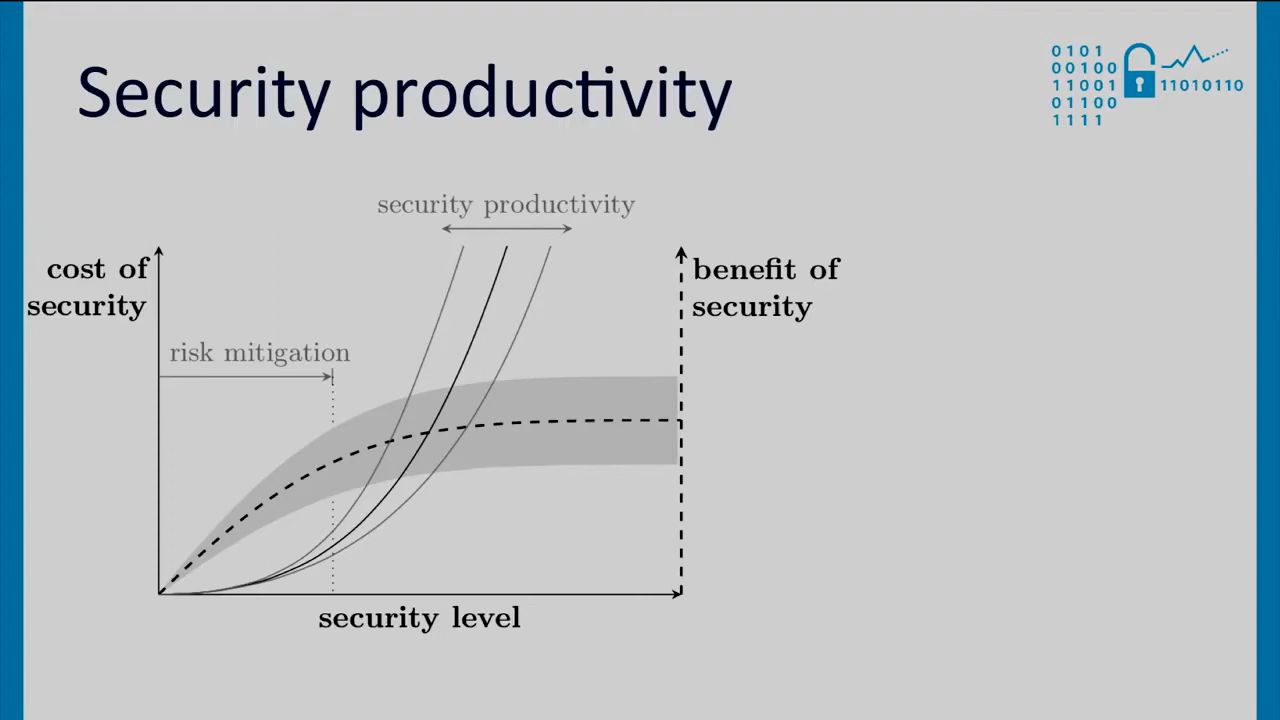 Security productivity
0101
00100
11001
01100
1111
11010110
security productivity
cost of
security
benefit of
security
risk mitigation
security level